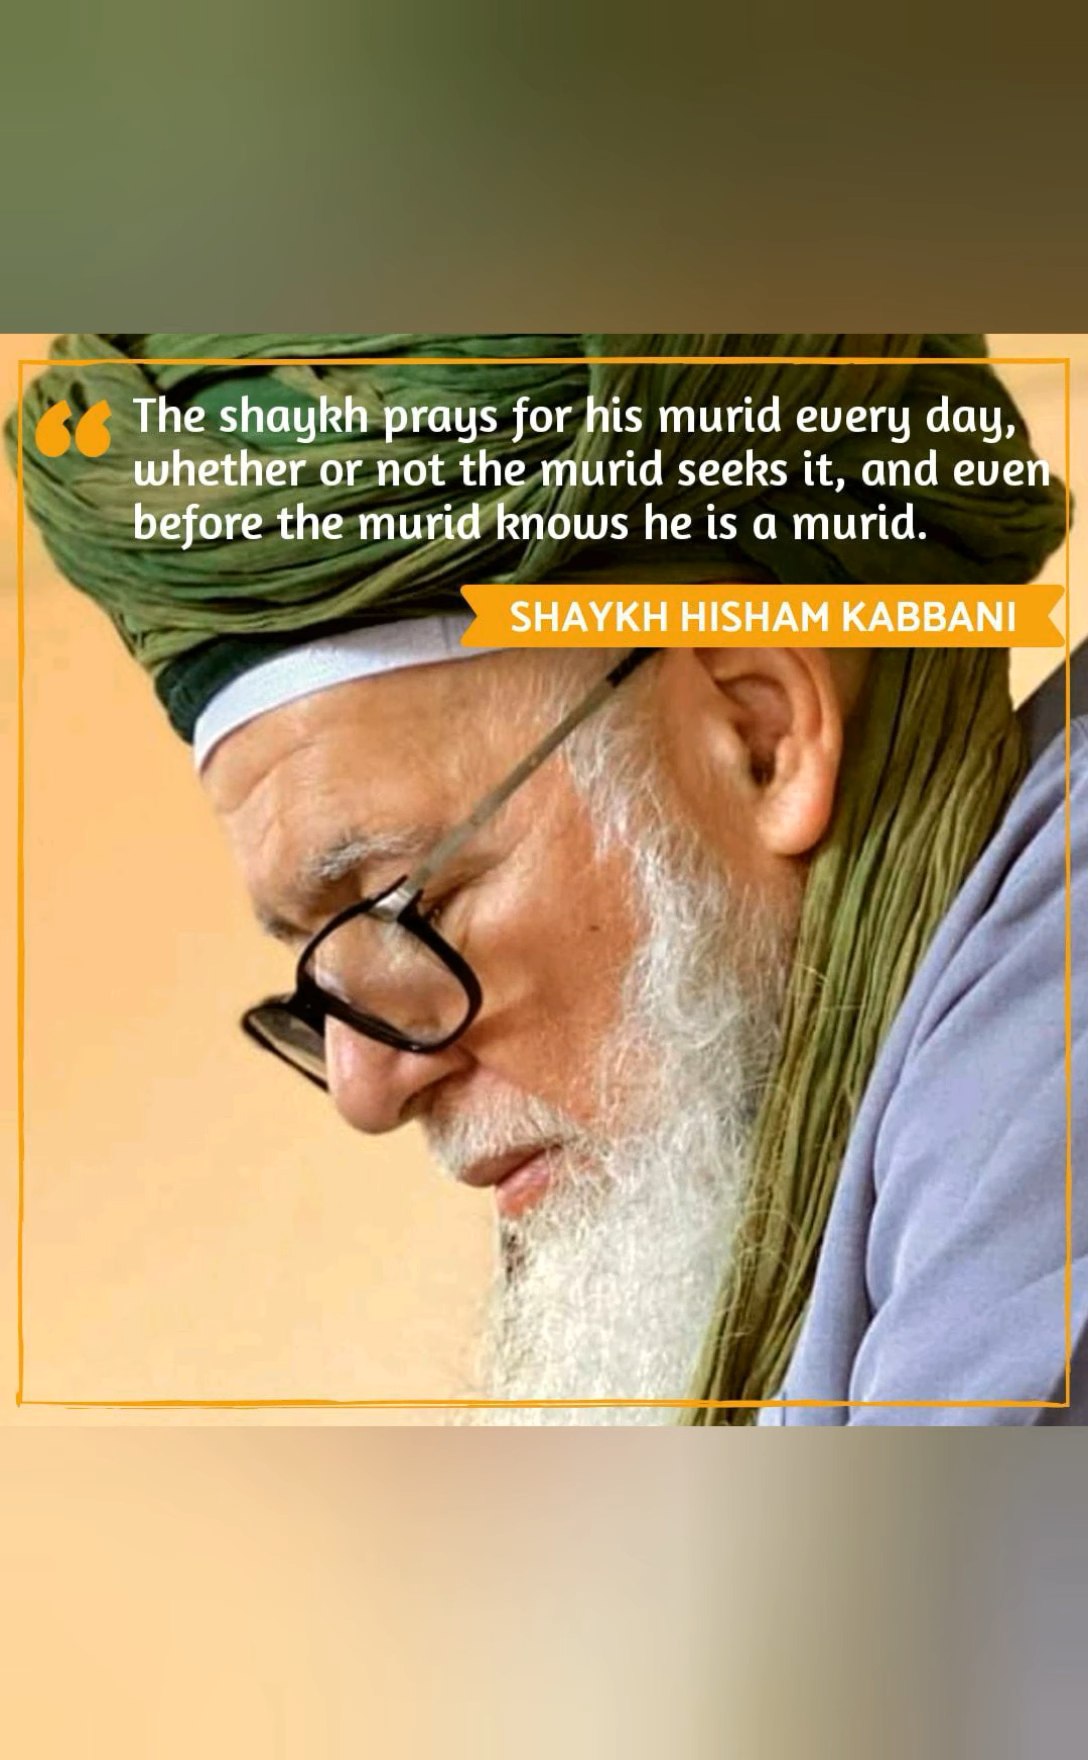 The shaykh prays for his murid every day,
whether or not the murid seeks it, and even
before the murid knows he is a murid.
SHAYKH HISHAM KABBANI